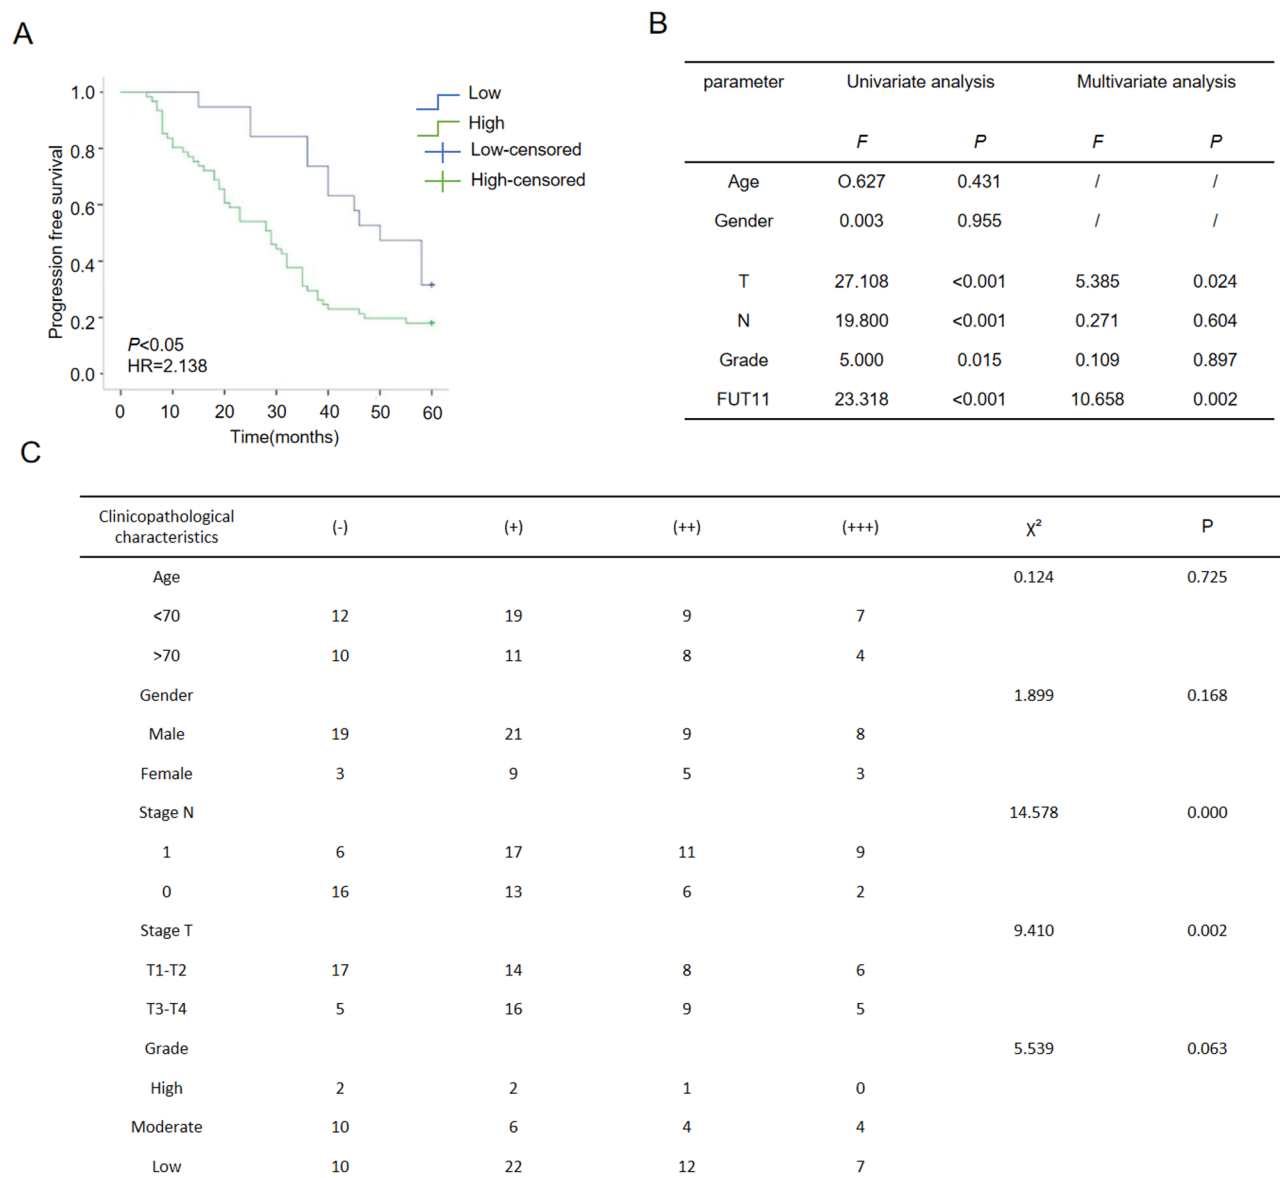 A
1.0
0.8
0.6
0.4
0.2
0.0
Progression free survival
P<0.05
HR=2.138
0 10 20 30 40 50 60
Time(months)
Low
High
Low-censored
High-censored
B
parameter Univariate analysis Multivariate analysis
F P F P
Age O.627 0.431 / /
Gender 0.003 0.955 / /
T 27.108 <0.001 5.385 0.024
N 19.800 <0.001 0.271 0.604
Grade 5.000 0.015 0.109 0.897
FUT11 23.318 <0.001 10.658 0.002
C
Clinicopathological
characteristics (-) (+) (++) (+++) χ² P
Age 0.124 0.725
<70 12 19 9 7
>70 10 11 8 4
Gender 1.899 0.168
Male 19 21 9 8
Female 3 9 5 3
Stage N 14.578 0.000
1 6 17 11 9
0 16 13 6 2
Stage T 9.410 0.002
T1-T2 17 14 8 6
T3-T4 5 16 9 5
Grade 5.539 0.063
High 2 2 1 0
Moderate 10 6 4 4
Low 10 22 12 7